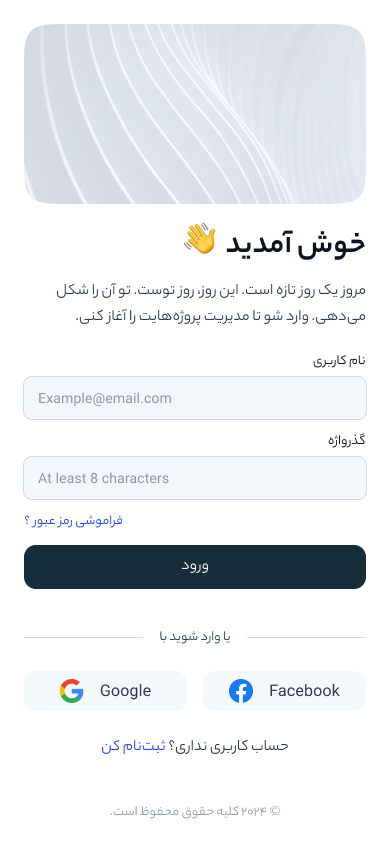 خوش آمدید 👋
مروز یک روز تازه است. این روز، روز توست. تو آن را شکل
می‌دهی. وارد شو تا مدیریت پروژه‌هایت را آغاز کنی.
نام کاربری
Example@email.com
گذرواژه
At least 8 characters
فراموشی رمز عبور ؟
ورود
یا وارد شوید با
Facebook
Google
حساب کاربری نداری؟ ثبت‌نام کن
© ۲۰۲۴ کلیه حقوق محفوظ است.